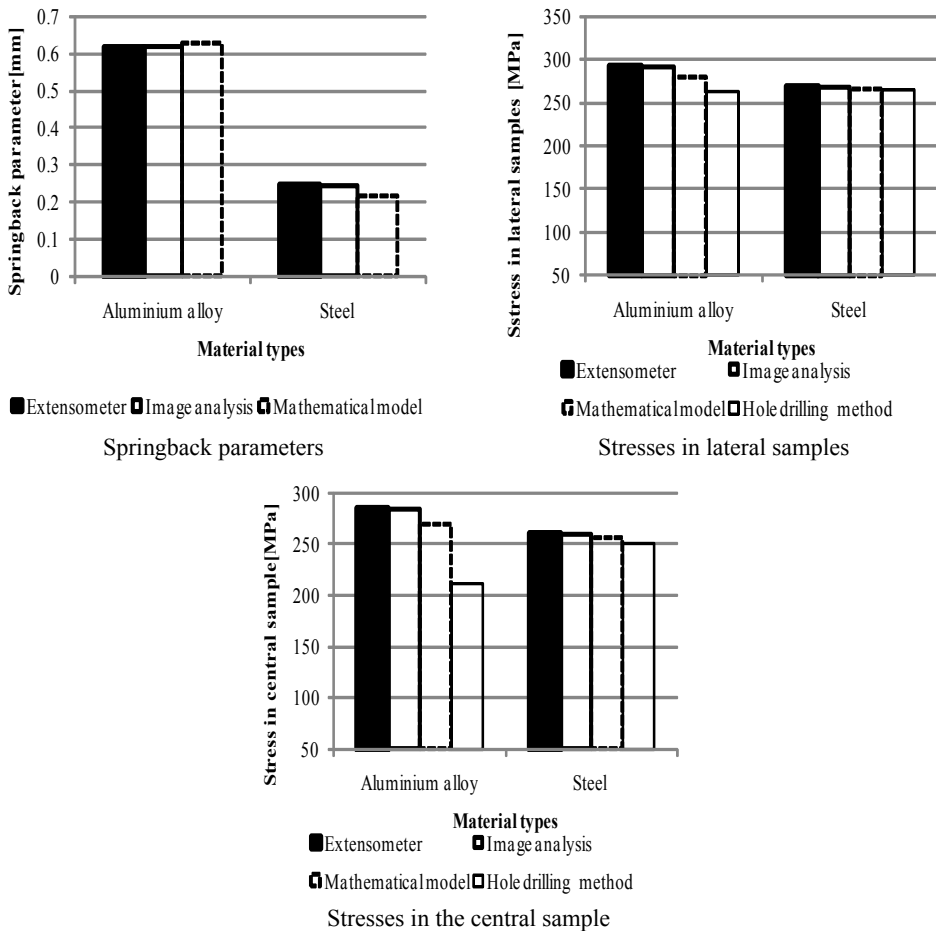 Springback parameter[mm]
0.7
0.6
0.5
0.4
0.3
0.2
0.1
0
Aluminium alloy Steel
Material types
Extensometer Image analysis Mathematical model
Springback parameters
Sstress in lateral samples [MPa]
350
300
250
200
150
100
50
Aluminium alloy Steel
Material types
Extensometer Image analysis
Mathematical model Hole drilling method
Stresses in lateral samples
Stress in central sample[MPa]
300
250
200
150
100
50
Aluminium alloy Steel
Material types
Extensometer Image analysis
Mathematical model Hole drilling method
Stresses in the central sample